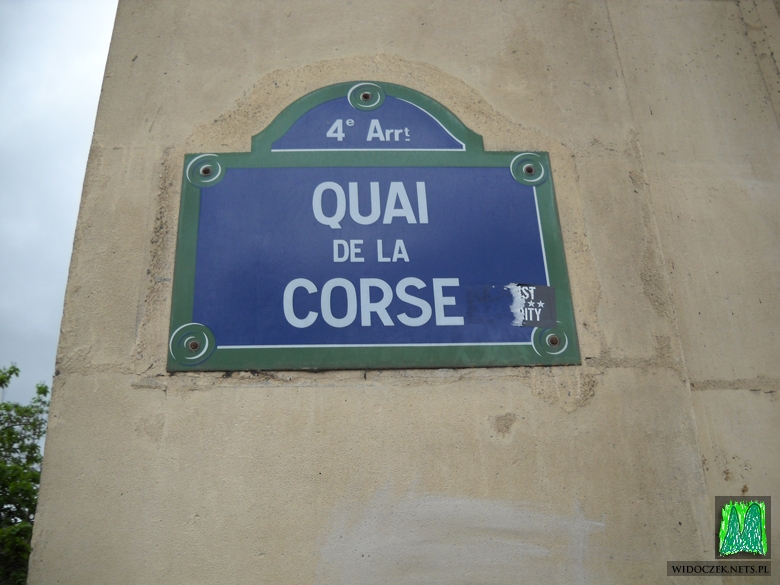 4e Arrt
QUAI
DE LA
CORSE
WIDOCZEK.NETS.PL